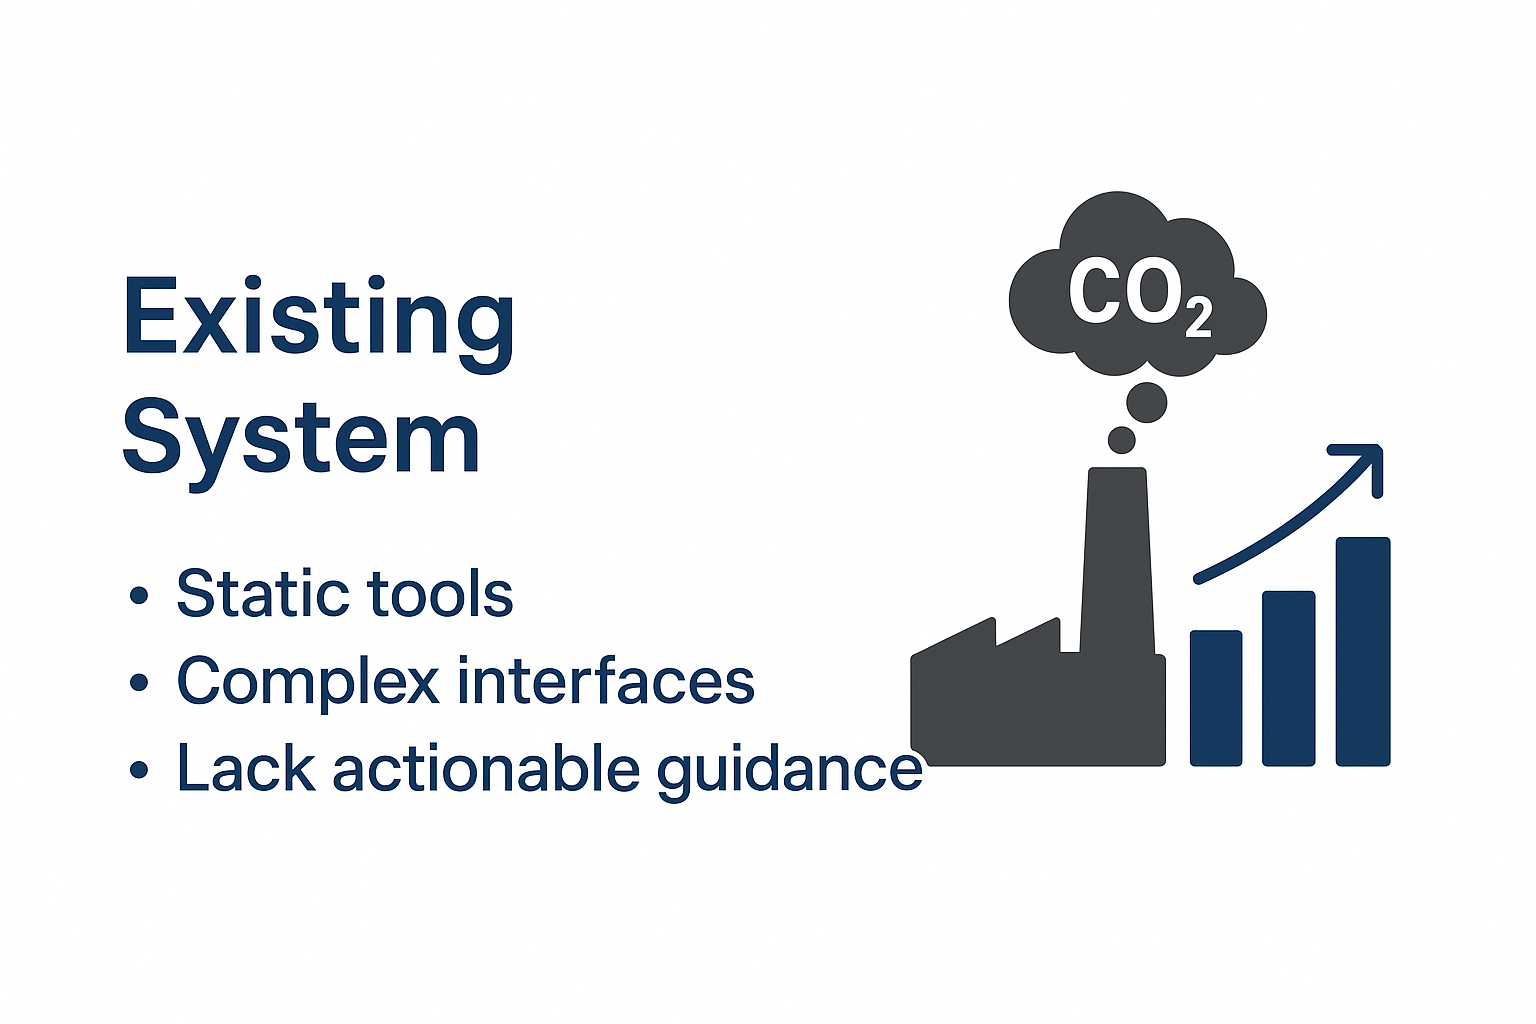 Existing
System
• Static tools
• Complex interfaces
• Lack actionable guidance
CO₂